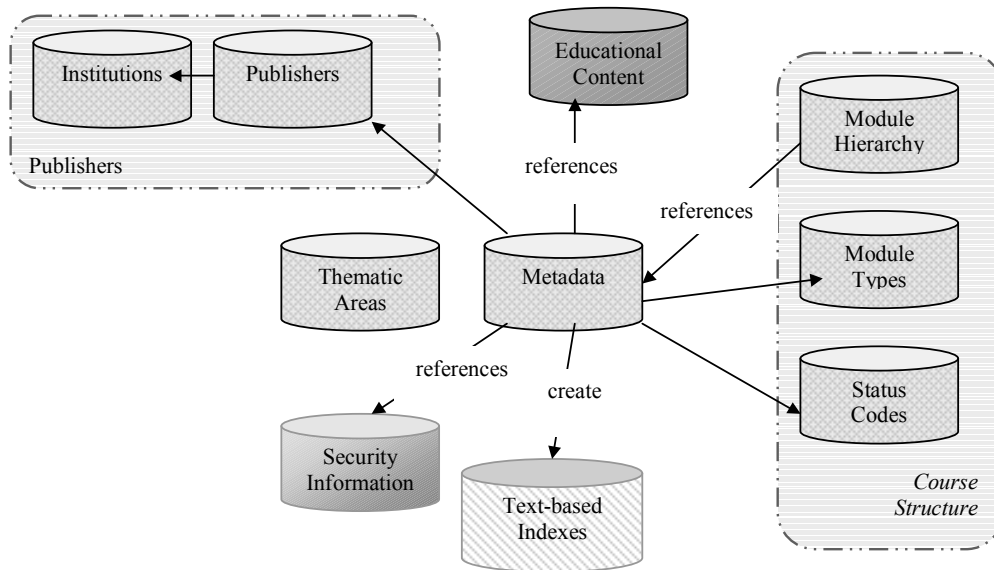 Institutions
Publishers
Publishers
Educational
Content
Module
Hierarchy
references
references
Thematic
Areas
Metadata
Module
Types
references
create
Status
Codes
Security
Information
Text-based
Indexes
Course
Structure